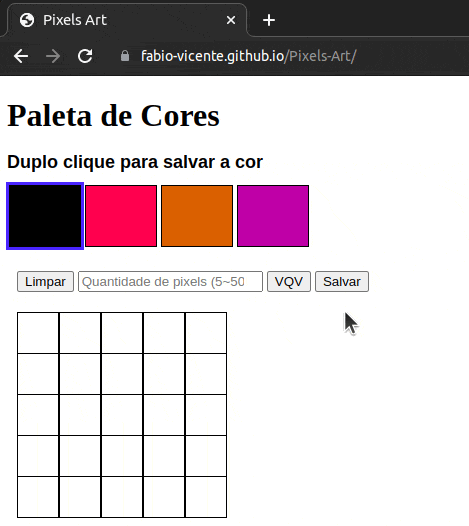 Pixels Art
fabio-vicente.github.io/Pixels-Art/
Paleta de Cores
Duplo clique para salvar a cor
Limpar Quantidade de pixels (5~50 VQV Salvar